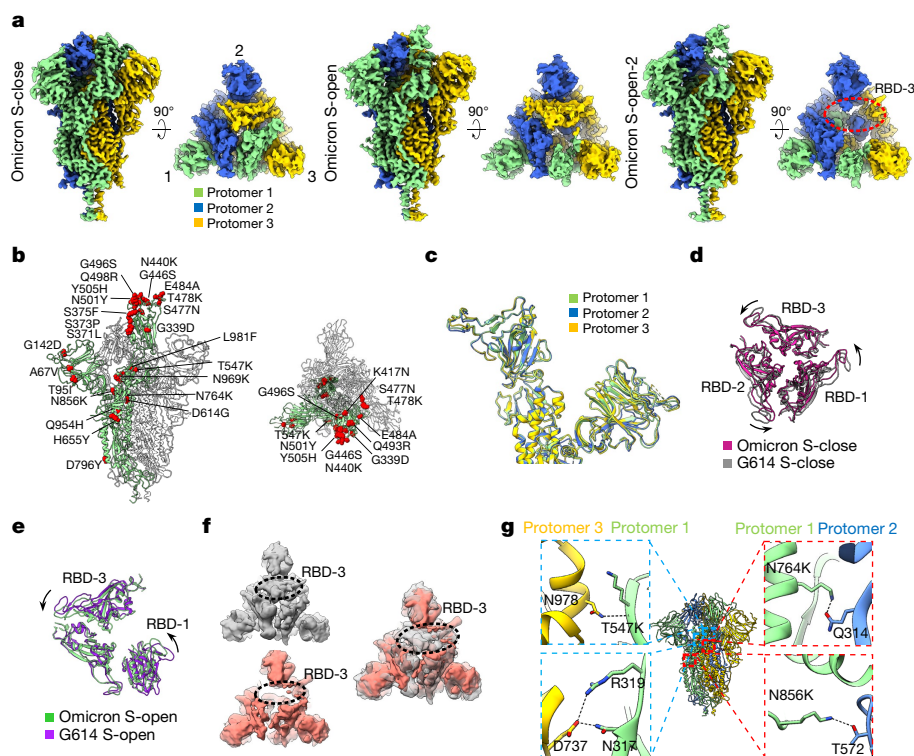 a
Omicron S-close
90°
2
1
3
Protomer 1
Protomer 2
Protomer 3
Omicron S-open
90°
Omicron S-open-2
90°
RBD-3
b
G496S
Q498R
Y505H
N501Y
S375F
S373P
S371L
G142D
A67V
T95I
N856K
Q954H
H655Y
D796Y
N440K
G446S
E484A
T478K
S477N
G339D
L981F
T547K
N969K
N764K
D614G
K417N
G496S
S477N
T478K
T547K
N501Y
Y505H
G446S
N440K
E484A
Q493R
G339D
c
Protomer 1
Protomer 2
Protomer 3
d
RBD-3
RBD-2
RBD-1
Omicron S-close
G614 S-close
e
RBD-3
RBD-1
Omicron S-open
G614 S-open
f
RBD-3
RBD-3
RBD-3
g
Protomer 3 Protomer 1
Protomer 1 Protomer 2
N978
T547K
N764K
Q314
R319
D737
N317
N856K
T572